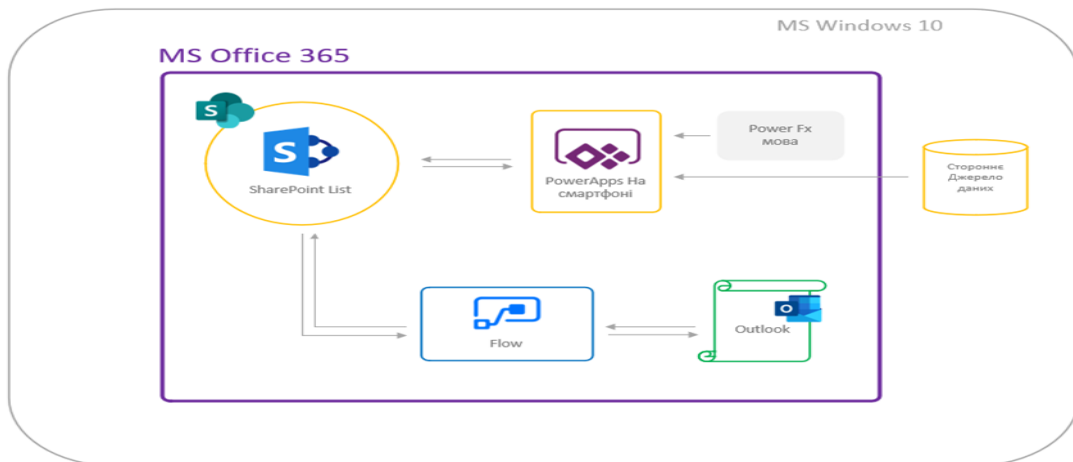 MS Windows 10
MS Office 365
S
S
SharePoint List
PowerApps На
смартфоні
Power Fx
мова
Стороннє
Джерело
даних
Flow
O
Outlook